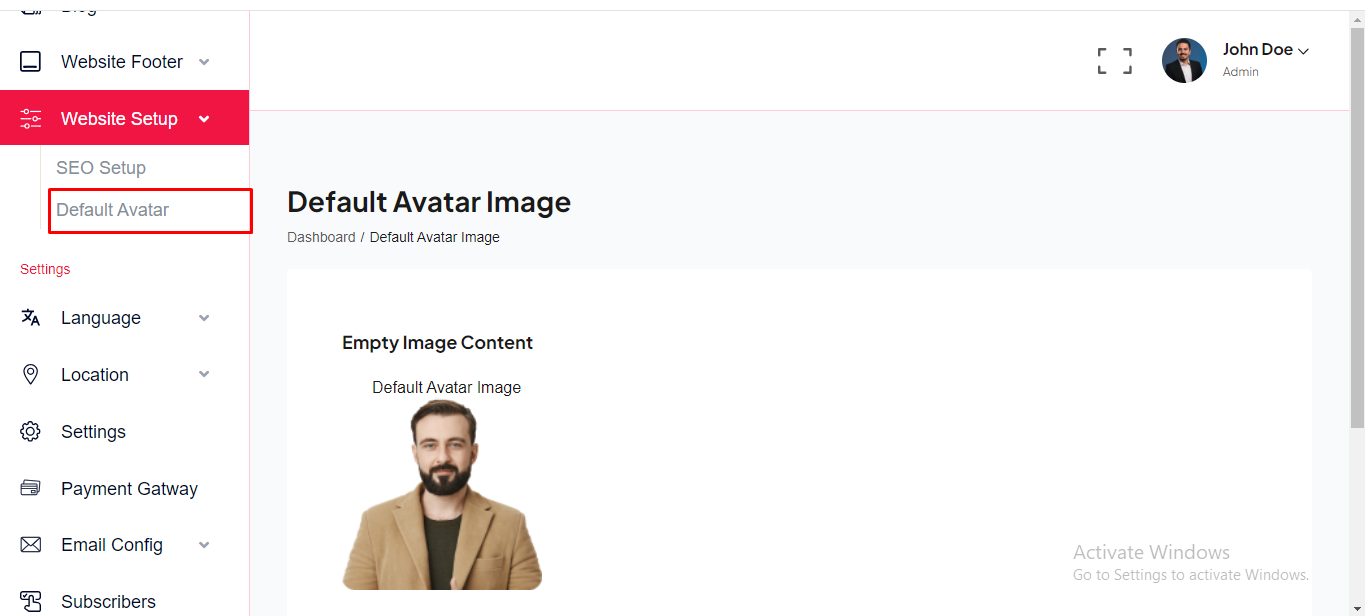 Website Footer
Website Setup
SEO Setup
Default Avatar
Settings
Language
Location
Settings
Payment Gatway
Email Config
Subscribers
John Doe
Admin
Default Avatar Image
Dashboard / Default Avatar Image
Empty Image Content
Default Avatar Image
Activate Windows
Go to Settings to activate Windows.